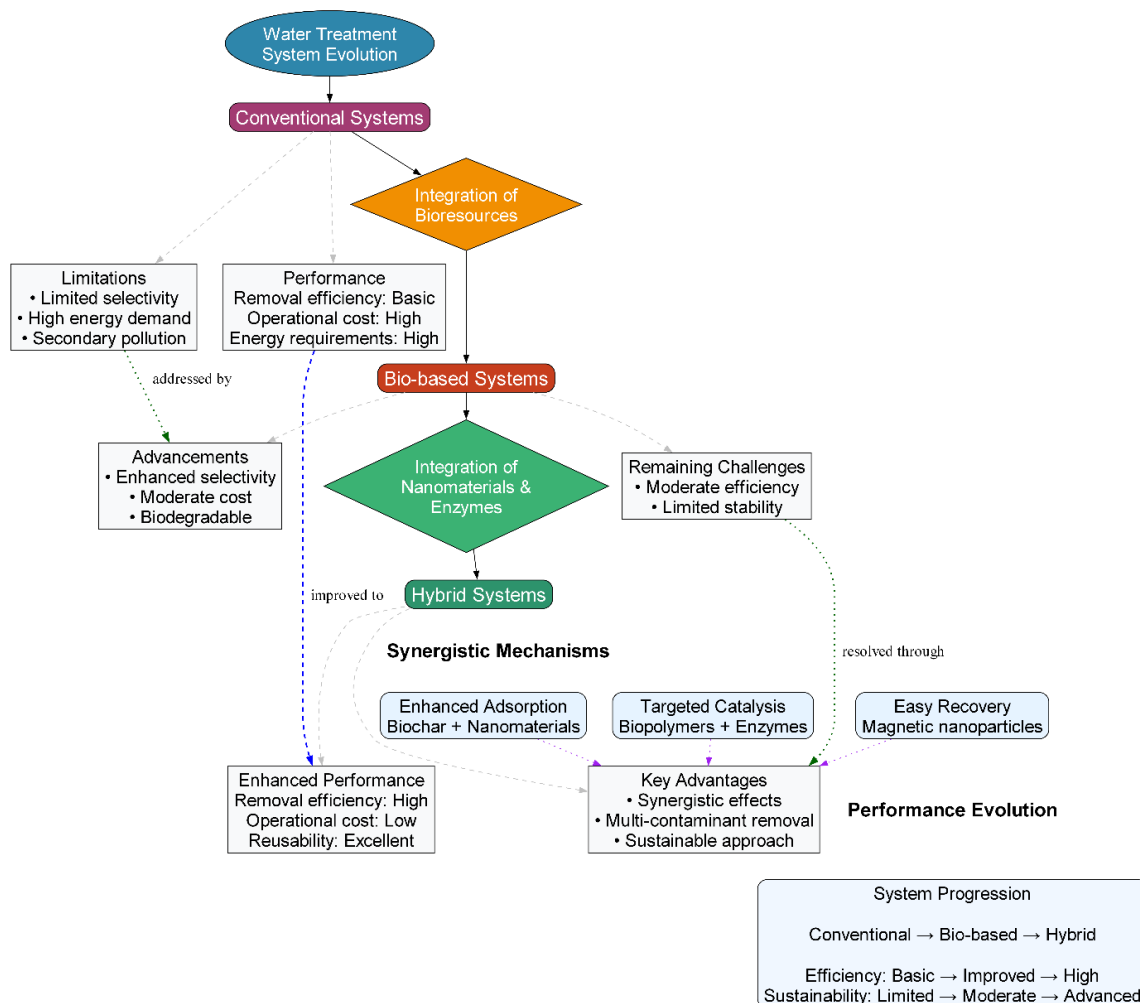 Water Treatment
System Evolution
Conventional Systems
Integration of
Bioresources
Limitations
• Limited selectivity
• High energy demand
• Secondary pollution
Performance
Removal efficiency: Basic
Operational cost: High
Energy requirements: High
addressed by
Bio-based Systems
Advancements
• Enhanced selectivity
• Moderate cost
• Biodegradable
Integration of
Nanomaterials &
Enzymes
Remaining Challenges
• Moderate efficiency
• Limited stability
improved to
Hybrid Systems
Synergistic Mechanisms
resolved through
Enhanced Adsorption
Biochar + Nanomaterials
Targeted Catalysis
Biopolymers + Enzymes
Easy Recovery
Magnetic nanoparticles
Enhanced Performance
Removal efficiency: High
Operational cost: Low
Reusability: Excellent
Key Advantages
• Synergistic effects
• Multi-contaminant removal
• Sustainable approach
Performance Evolution
System Progression
Conventional → Bio-based → Hybrid
Efficiency: Basic → Improved → High
Sustainability: Limited → Moderate → Advanced